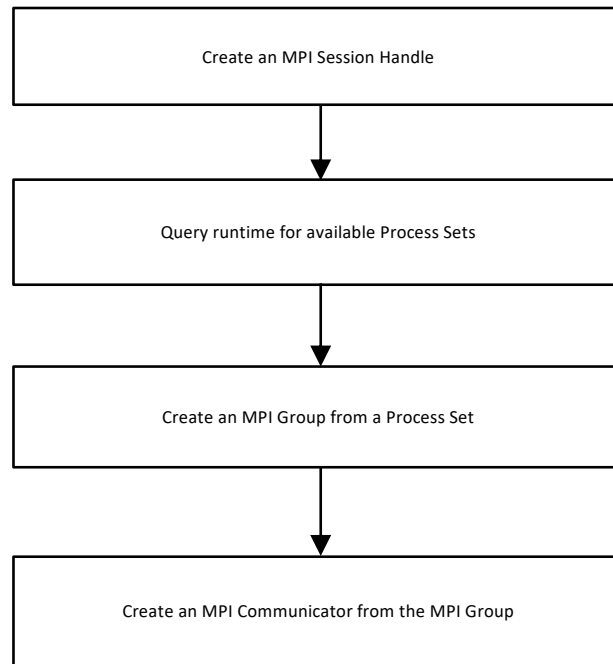 Create an MPI Session Handle
Query runtime for available Process Sets
Create an MPI Group from a Process Set
Create an MPI Communicator from the MPI Group